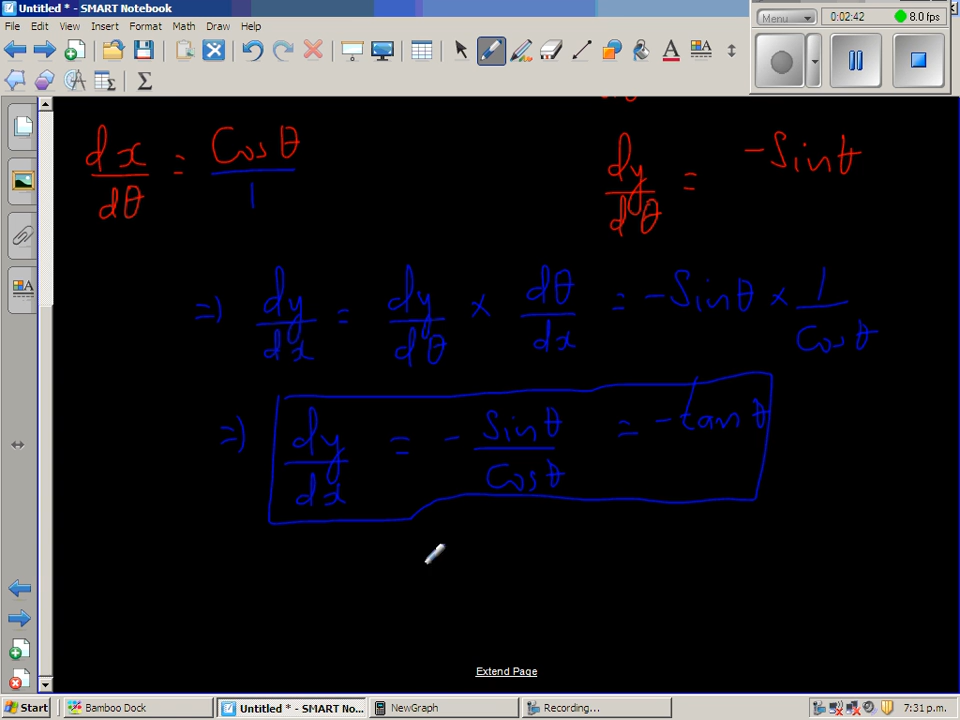 Untitled * - SMART Notebook
Menu 0:02:42 8.0 fps
File Edit View Insert Format Math Draw Help
dx/dθ = Cosθ/1
dy/dθ = -Sinθ
=) dy/dx = dy/dθ × dθ/dx = -Sinθ × 1/Cosθ
=) dy/dx = - Sinθ/Cosθ = -tanθ
Extend Page
Start Bamboo Dock Untitled * - SMART No... NewGraph Recording... 7:31 p.m.